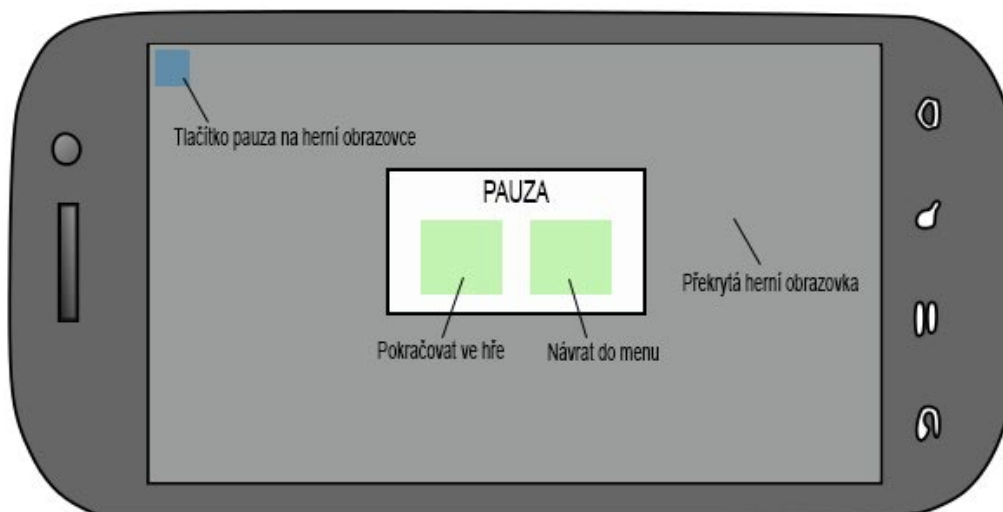 Tlačítko pauza na herní obrazovce
PAUZA
Překrytá herní obrazovka
Pokračovat ve hře
Návrat do menu